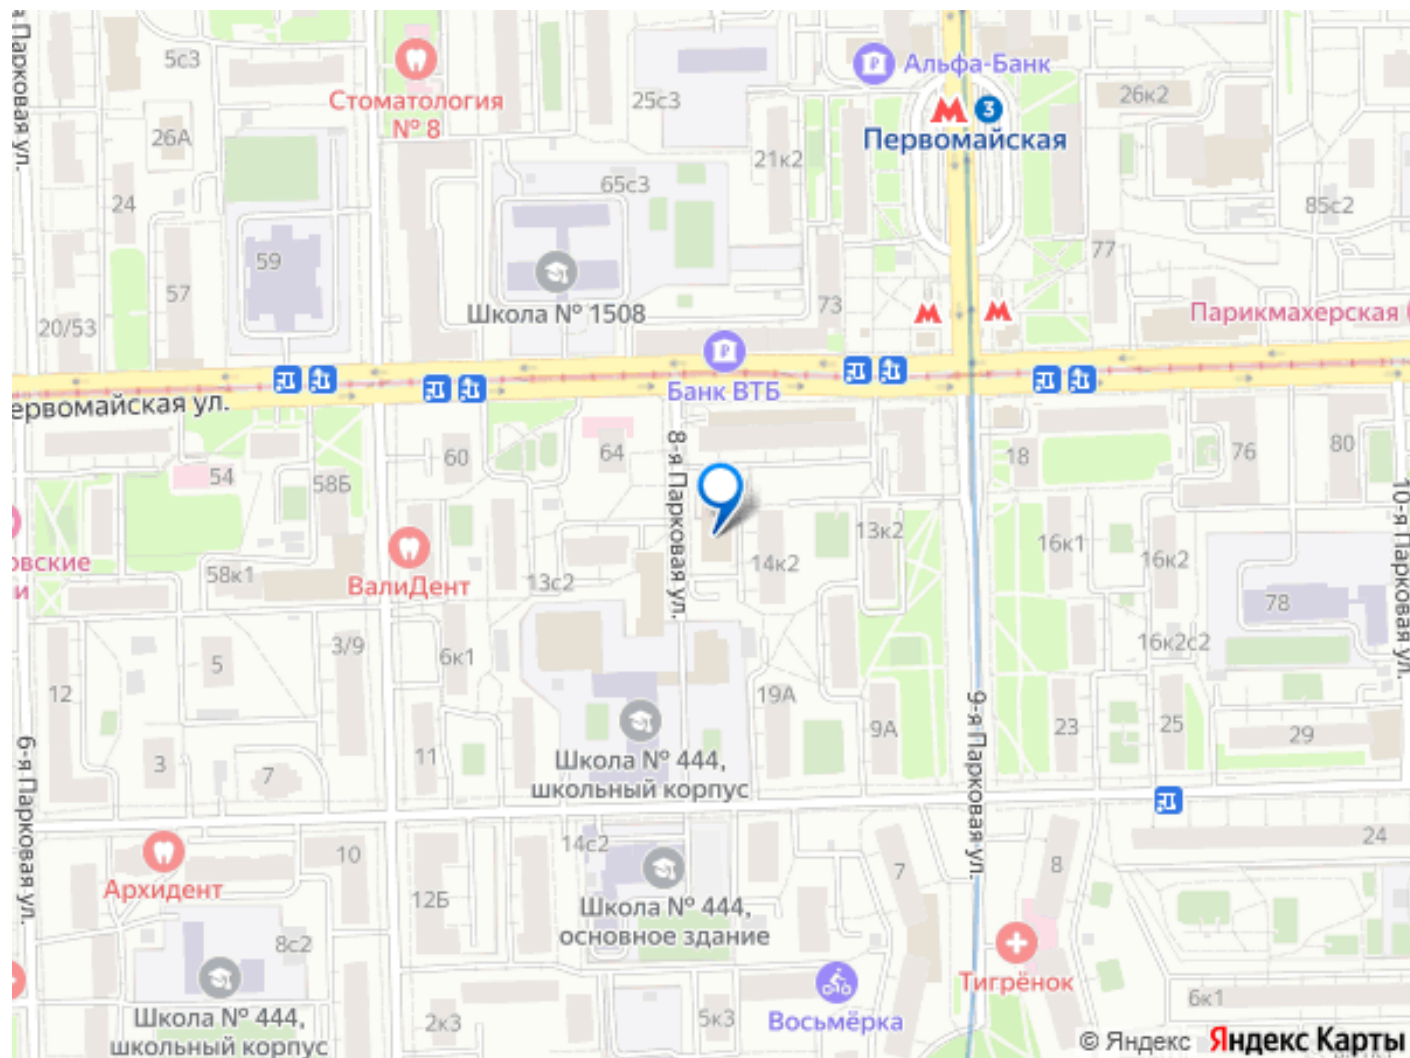 я Парковая ул.
5с3
Стоматология
№ 8
25с3
Альфа-Банк
3
Первомайская
26к2
26А
21к2
65с3
24
85с2
59
77
57
Школа № 1508
73
Парикмахерская
20/53
Банк ВТБ
ервомайская ул.
8-я Парковая ул.
60
64
18
76
80
54
58Б
10-я Парковая ул.
13к2
16к1
16к2
овские
и
58к1
ВалиДент
13с2
14к2
78
3/9
5
6к1
16к2с2
12
19А
9А
9-я Парковая ул.
23
25
29
6-я Парковая ул.
3
7
11
Школа № 444,
школьный корпус
14с2
24
10
7
8
Архидент
12Б
Школа № 444,
основное здание
8с2
Тигрёнок
6к1
Школа № 444,
школьный корпус
2к3
5к3
Восьмёрка
© Яндекс Яндекс Карты